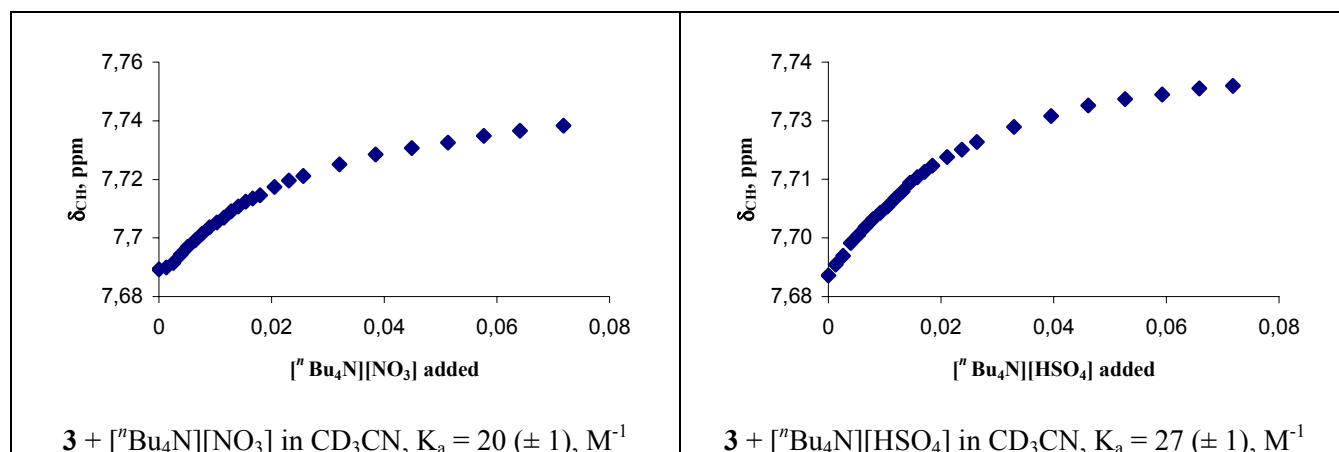 7,76
7,74
7,72
7,7
7,68
δCH, ppm
0 0,02 0,04 0,06 0,08
[ⁿ Bu₄N][NO₃] added
3 + [ⁿBu₄N][NO₃] in CD₃CN, Kₐ = 20 (± 1), M⁻¹
7,74
7,73
7,71
7,70
7,68
δCH, ppm
0 0,02 0,04 0,06 0,08
[ⁿ Bu₄N][HSO₄] added
3 + [ⁿBu₄N][HSO₄] in CD₃CN, Kₐ = 27 (± 1), M⁻¹